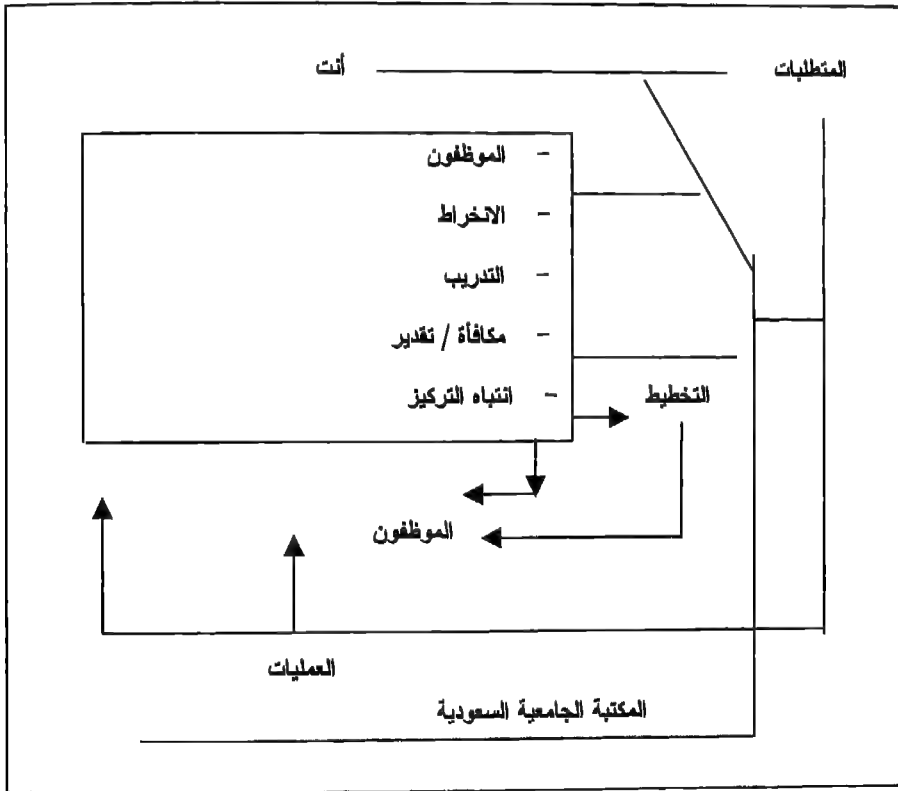 المتطلبات
أنت
- الموظفون
- الانخراط
- التدريب
- مكافأة / تقدير
- انتباه التركيز
التخطيط
الموظفون
العمليات
المكتبة الجامعية السعودية